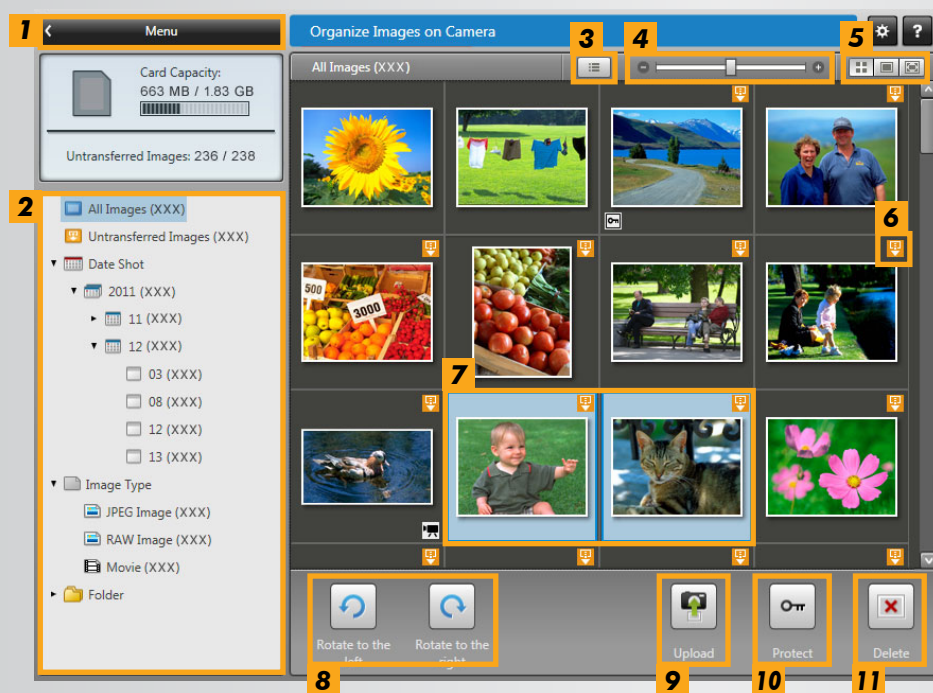 1
Menu
Organize Images on Camera
?
Card Capacity:
663 MB / 1.83 GB
Untransferred Images: 236 / 238
All Images (XXX)
3
4
5
2
All Images (XXX)
Untransferred Images (XXX)
Date Shot
2011 (XXX)
11 (XXX)
12 (XXX)
03 (XXX)
08 (XXX)
12 (XXX)
13 (XXX)
Image Type
JPEG Image (XXX)
RAW Image (XXX)
Movie (XXX)
Folder
6
500
3000
7
Rotate to the
left
Rotate to the
right
Upload
Protect
Delete
8
9
10
11